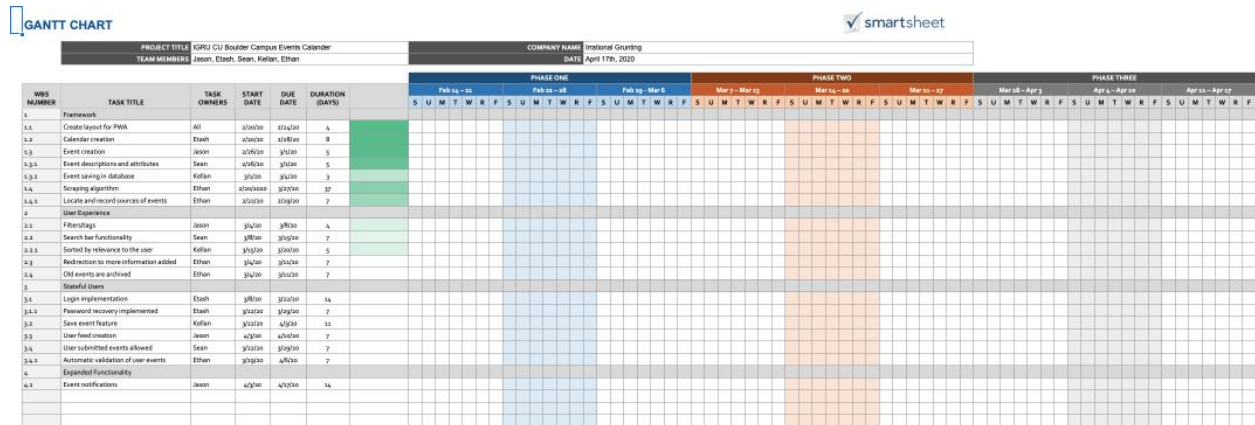 GANTT CHART
smartsheet
PROJECT TITLE IGRU CU Boulder Campus Events Calander COMPANY NAME Irrational Grunting
TEAM MEMBERS Jason, Etash, Sean, Kellan, Ethan DATE April 17th, 2020
PHASE ONE PHASE TWO PHASE THREE
WBS NUMBER TASK TITLE TASK OWNERS START DATE DUE DATE DURATION (DAYS) Feb 14 – 21 Feb 22 – 28 Feb 29 - Mar 6 Mar 7 – Mar 13 Mar 14 – 20 Mar 21 – 27 Mar 28 – Apr 3 Apr 4 – Apr 10 Apr 11 – Apr 17
S U M T W R F S U M T W R F S U M T W R F S U M T W R F S U M T W R F S U M T W R F S U M T W R F S U M T W R F S U M T W R F
1 Framework
1.1 Create layout for PWA All 2/20/20 2/24/20 4
1.2 Calendar creation Etash 2/20/20 2/28/20 8
1.3 Event creation Jason 2/26/20 3/1/20 5
1.3.1 Event descriptions and attributes Sean 2/26/20 3/1/20 5
1.3.2 Event saving in database Kellan 3/1/20 3/4/20 3
1.4 Scraping algorithm Ethan 2/20/2020 3/27/20 37
1.4.1 Locate and record sources of events Ethan 2/22/20 2/29/20 7
2 User Experience
2.1 Filters/tags Jason 3/4/20 3/8/20 4
2.2 Search bar functionality Sean 3/8/20 3/15/20 7
2.2.1 Sorted by relevance to the user Kellan 3/15/20 3/20/20 5
2.3 Redirection to more information added Ethan 3/4/20 3/11/20 7
2.4 Old events are archived Ethan 3/4/20 3/11/20 7
3 Stateful Users
3.1 Login implementation Etash 3/8/20 3/22/20 14
3.1.1 Password recovery implemented Etash 3/22/20 3/29/20 7
3.2 Save event feature Kellan 3/22/20 4/3/20 11
3.3 User feed creation Jason 4/3/20 4/10/20 7
3.4 User submitted events allowed Sean 3/22/20 3/29/20 7
3.4.1 Automatic validation of user events Ethan 3/29/20 4/6/20 7
4 Expanded Functionality
4.1 Event notifications Jason 4/3/20 4/17/20 14